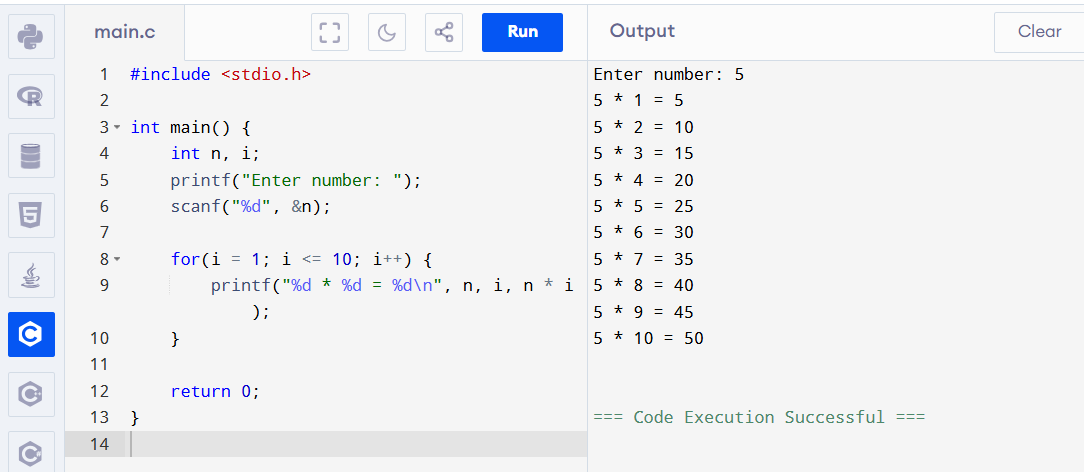 main.c
Run
Output
Clear
1 #include <stdio.h>
2
3 int main() {
4     int n, i;
5     printf("Enter number: ");
6     scanf("%d", &n);
7
8     for(i = 1; i <= 10; i++) {
9         printf("%d * %d = %d\n", n, i, n * i
            );
10     }
11
12     return 0;
13 }
14
Enter number: 5
5 * 1 = 5
5 * 2 = 10
5 * 3 = 15
5 * 4 = 20
5 * 5 = 25
5 * 6 = 30
5 * 7 = 35
5 * 8 = 40
5 * 9 = 45
5 * 10 = 50
=== Code Execution Successful ===